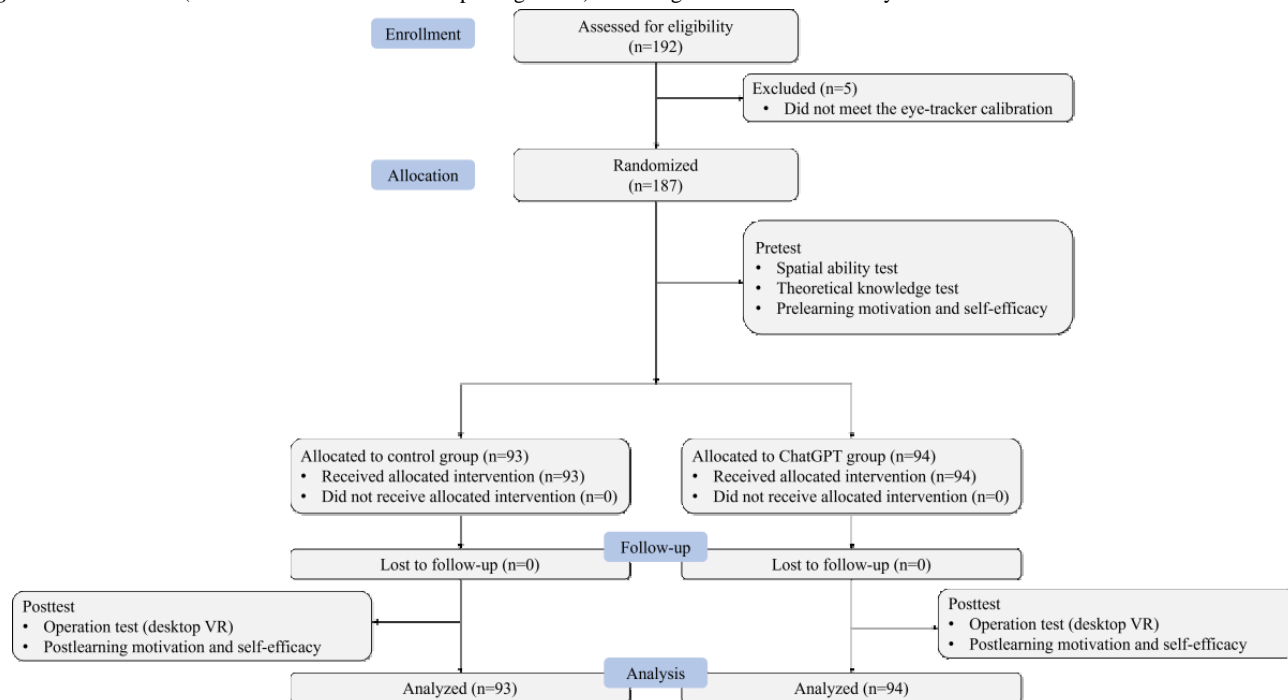 Enrollment
Assessed for eligibility
(n=192)
Excluded (n=5)
• Did not meet the eye-tracker calibration
Allocation
Randomized
(n=187)
Pretest
• Spatial ability test
• Theoretical knowledge test
• Prelearning motivation and self-efficacy
Allocated to control group (n=93)
• Received allocated intervention (n=93)
• Did not receive allocated intervention (n=0)
Allocated to ChatGPT group (n=94)
• Received allocated intervention (n=94)
• Did not receive allocated intervention (n=0)
Follow-up
Lost to follow-up (n=0)
Lost to follow-up (n=0)
Posttest
• Operation test (desktop VR)
• Postlearning motivation and self-efficacy
Posttest
• Operation test (desktop VR)
• Postlearning motivation and self-efficacy
Analysis
Analyzed (n=93)
Analyzed (n=94)